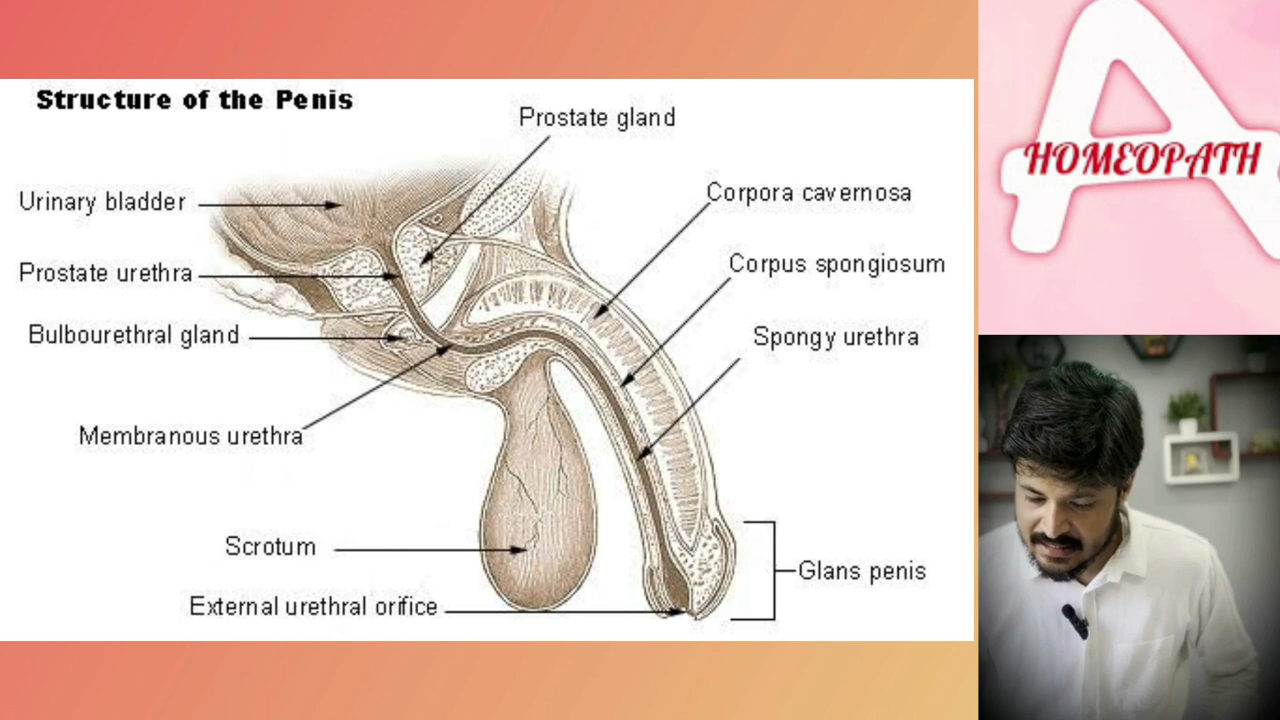 Structure of the Penis
Prostate gland
Corpora cavernosa
Urinary bladder
Corpus spongiosum
Prostate urethra
Bulbourethral gland
Spongy urethra
Membranous urethra
Scrotum
Glans penis
External urethral orifice
A
HOMEOPATH